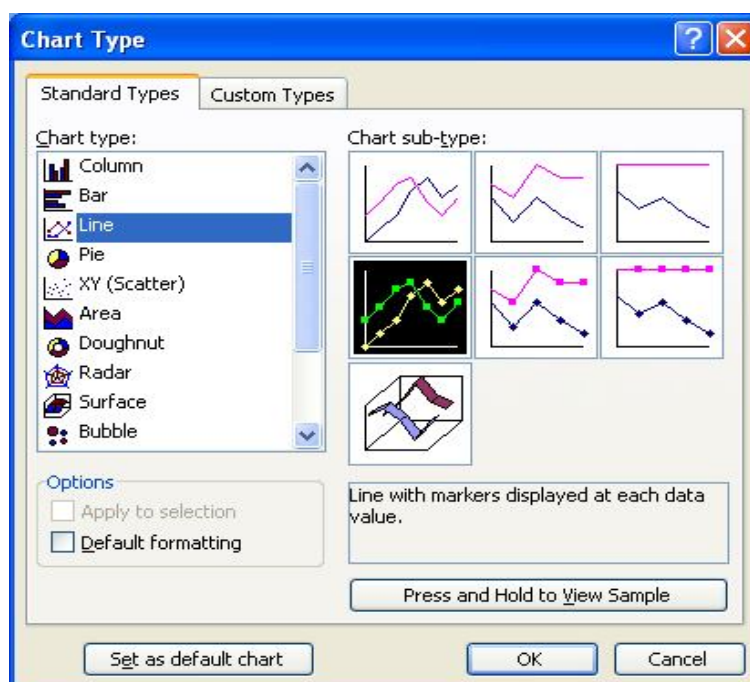 Chart Type
?
Standard Types
Custom Types
Chart type:
Column
Bar
Line
Pie
XY (Scatter)
Area
Doughnut
Radar
Surface
Bubble
Chart sub-type:
Options
Apply to selection
Default formatting
Line with markers displayed at each data
value.
Press and Hold to View Sample
Set as default chart
OK
Cancel